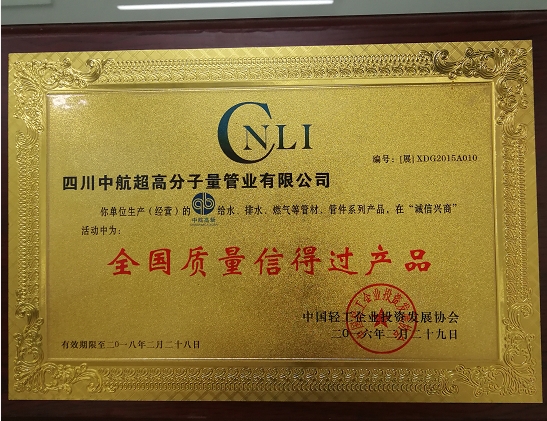 CNLI
编号：[展] XDG2015A010
四川中航超高分子量管业有限公司
你单位生产（经营）的 给水、排水、燃气等管材、管件系列产品，在“诚信兴商”
活动中为：
全国质量信得过产品
中国轻工企业投资发展协会
二〇一六年二月二十九日
有效期限至二〇一八年二月二十八日